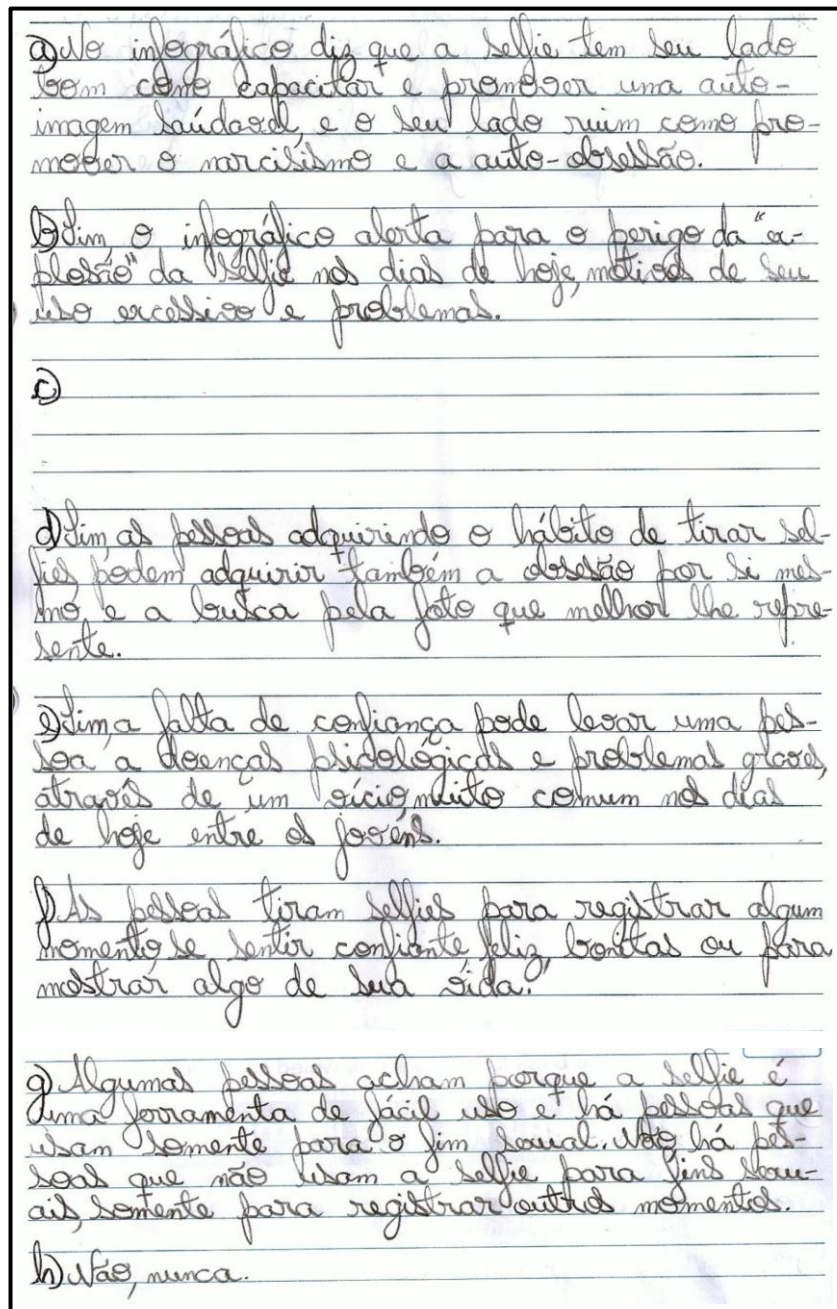 a) No infográfico diz que a selfie tem seu lado
bom como capacitar e promover uma auto-
imagem saúdavel, e o seu lado ruim como pro-
mover o narcisísmo e a auto-obsessão.
b) Sim o infográfico alerta para o perigo da "ex-
plosão" da selfie nos dias de hoje, motivos de seu
uso excessivo e problemas.
c)
d) Sim, as pessoas adquirindo o hábito de tirar sel-
fies podem adquirir também a obsesão por si mes-
mo e a busca pela foto que melhor lhe repre-
sente.
e) Sim, a falta de confiança pode levar uma pes-
soa a doenças psicológicas e problemas graves,
através de um vício muito comum nos dias
de hoje entre os jovéns.
f) As pessoas tiram selfies para registrar algum
momento, se sentir confiante, feliz, bonitas ou para
mostrar algo de sua vida.
g) Algumas pessoas acham porque a selfie é
uma ferramenta de fácil uso e há pessoas que
usam somente para o fim sexual. Não há pes-
soas que não usam a selfie para fins sexu-
ais, somente para registrar outros momentos.
h) Não, nunca.